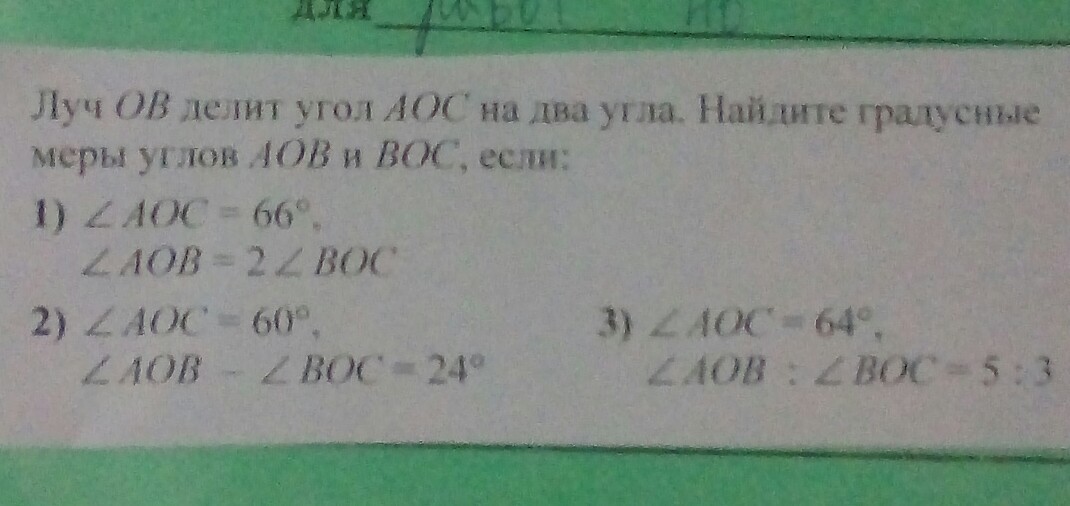 для
Луч OB делит угол AOC на два угла. Найдите градусные
меры углов AOB и BOC, если:
1) ∠AOC = 66°,
∠AOB = 2∠BOC
2) ∠AOC = 60°,
∠AOB - ∠BOC = 24°
3) ∠AOC = 64°,
∠AOB : ∠BOC = 5 : 3